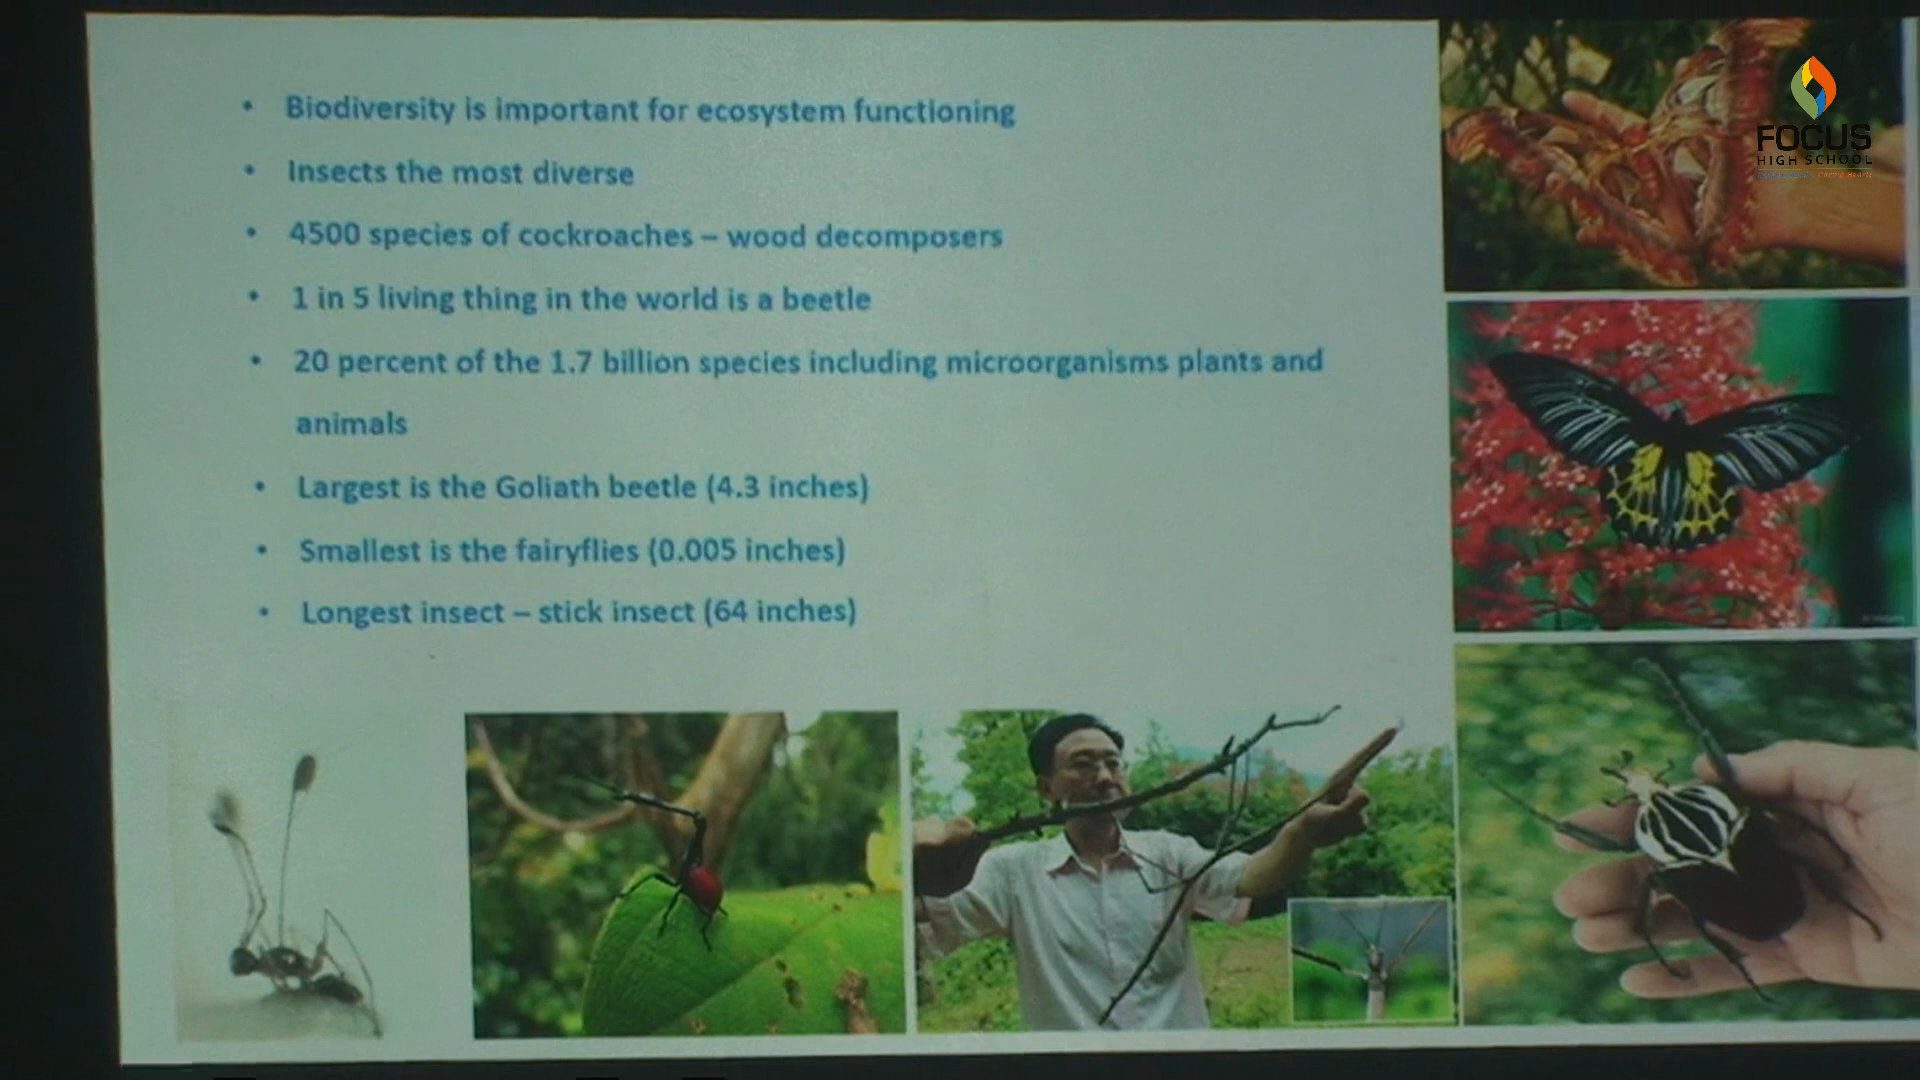 • Biodiversity is important for ecosystem functioning
• Insects the most diverse
• 4500 species of cockroaches – wood decomposers
• 1 in 5 living thing in the world is a beetle
• 20 percent of the 1.7 billion species including microorganisms plants and
animals
• Largest is the Goliath beetle (4.3 inches)
• Smallest is the fairyflies (0.005 inches)
• Longest insect – stick insect (64 inches)
FOCUS
HIGH SCHOOL